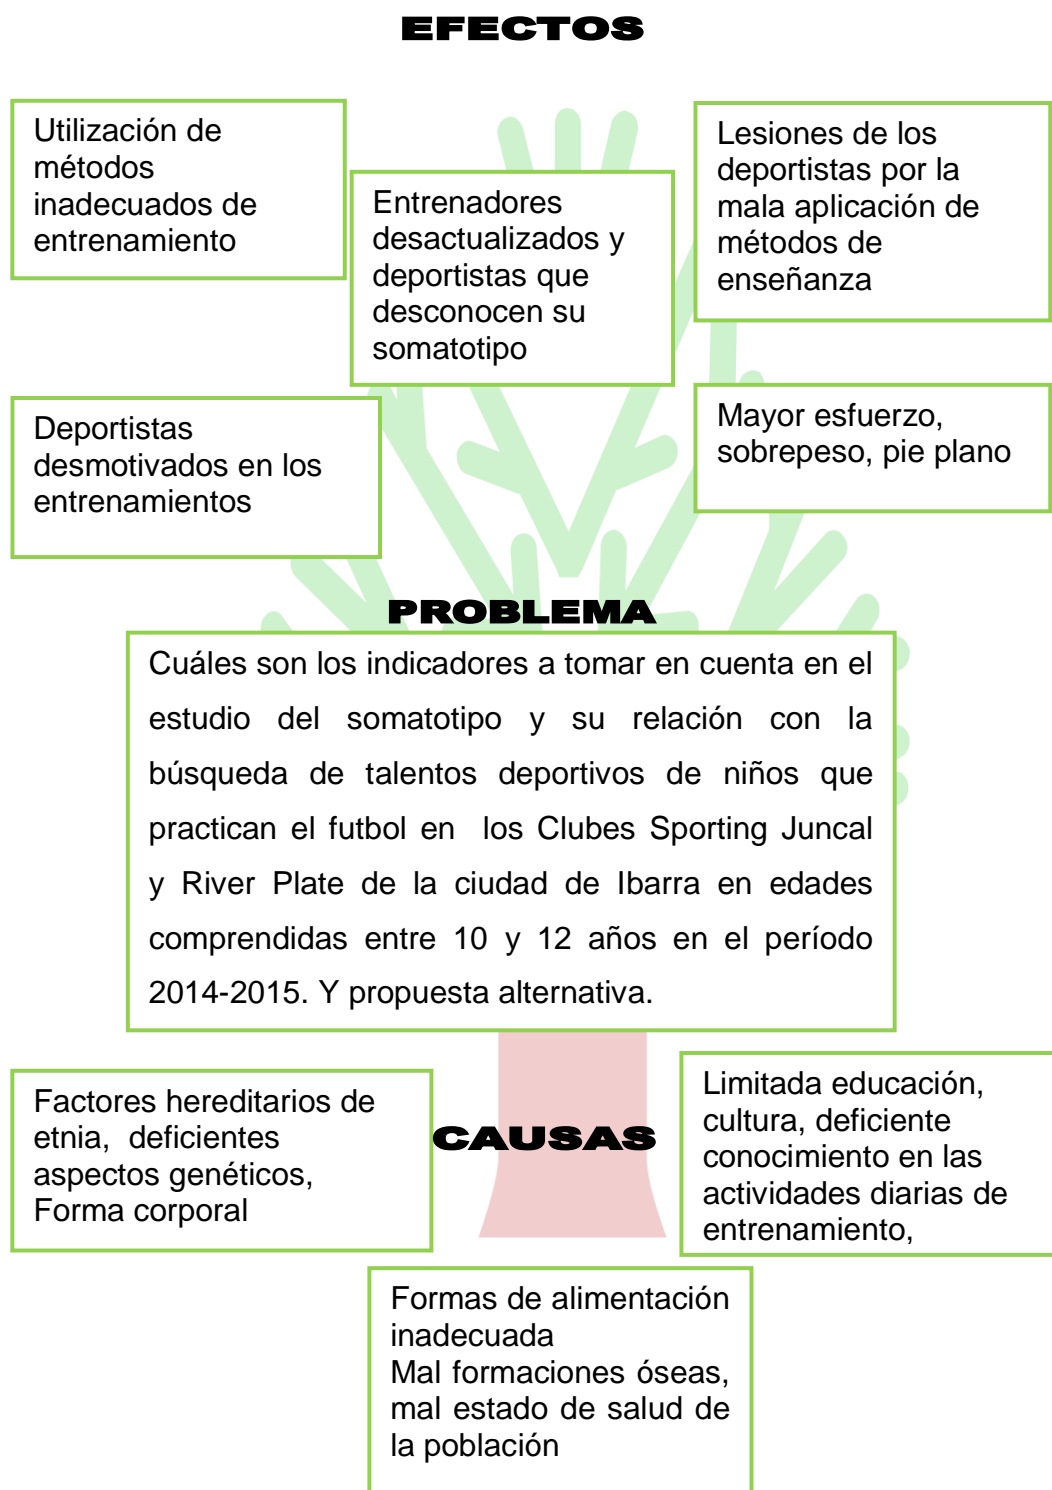 EFECTOS
Utilización de
métodos
inadecuados de
entrenamiento
Entrenadores
desactualizados y
deportistas que
desconocen su
somatotipo
Lesiones de los
deportistas por la
mala aplicación de
métodos de
enseñanza
Deportistas
desmotivados en los
entrenamientos
Mayor esfuerzo,
sobrepeso, pie plano
PROBLEMA
Cuáles son los indicadores a tomar en cuenta en el
estudio del somatotipo y su relación con la
búsqueda de talentos deportivos de niños que
practican el futbol en los Clubes Sporting Juncal
y River Plate de la ciudad de Ibarra en edades
comprendidas entre 10 y 12 años en el período
2014-2015. Y propuesta alternativa.
Factores hereditarios de
etnia, deficientes
aspectos genéticos,
Forma corporal
CAUSAS
Limitada educación,
cultura, deficiente
conocimiento en las
actividades diarias de
entrenamiento,
Formas de alimentación
inadecuada
Mal formaciones óseas,
mal estado de salud de
la población